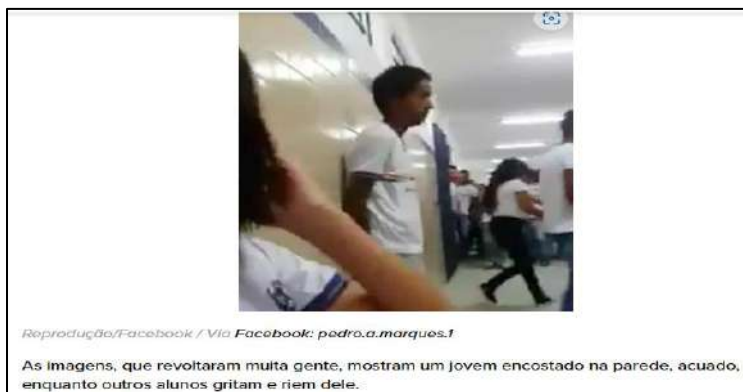 Reprodução/Facebook / Via Facebook: pedro.a.marques.1
As imagens, que revoltaram muita gente, mostram um jovem encostado na parede, acuado,
enquanto outros alunos gritam e riem dele.